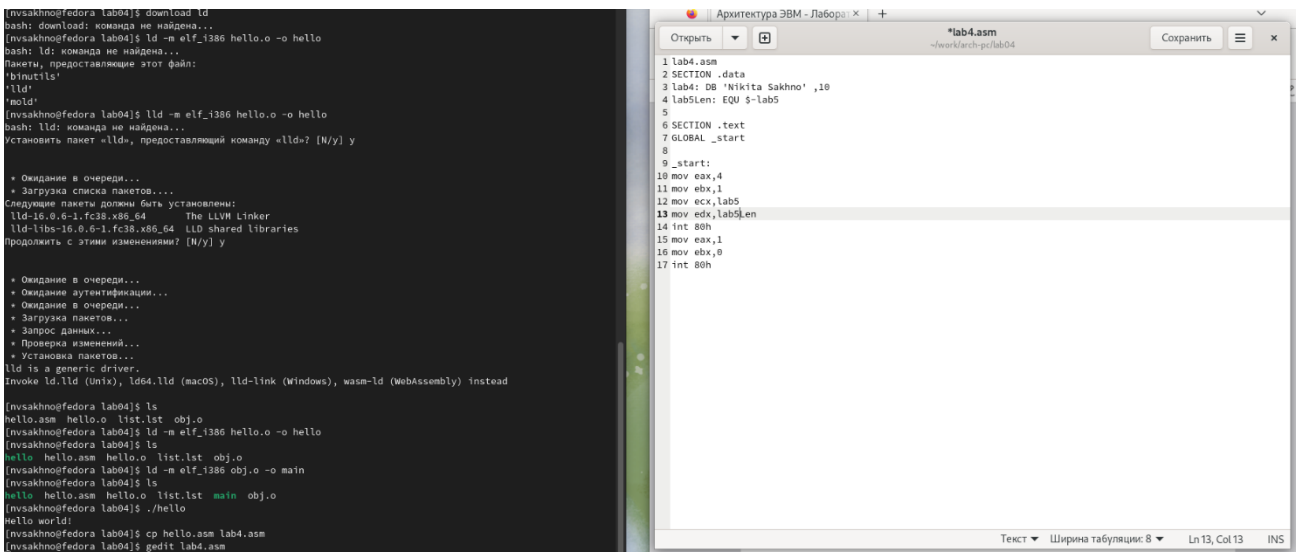 [nvsakhno@fedora lab04]$ download ld
bash: download: команда не найдена...
[nvsakhno@fedora lab04]$ ld -m elf_i386 hello.o -o hello
bash: ld: команда не найдена...
Пакеты, предоставляющие этот файл:
'binutils'
'lld'
'mold'
[nvsakhno@fedora lab04]$ lld -m elf_i386 hello.o -o hello
bash: lld: команда не найдена...
Установить пакет «lld», предоставляющий команду «lld»? [N/y] y
* Ожидание в очереди...
* Загрузка списка пакетов....
Следующие пакеты должны быть установлены:
lld-16.0.6-1.fc38.x86_64 The LLVM Linker
lld-libs-16.0.6-1.fc38.x86_64 LLD shared libraries
Продолжить с этими изменениями? [N/y] y
* Ожидание в очереди...
* Ожидание аутентификации...
* Ожидание в очереди...
* Загрузка пакетов...
* Запрос данных...
* Проверка изменений...
* Установка пакетов...
lld is a generic driver.
Invoke ld.lld (Unix), ld64.lld (macOS), lld-link (Windows), wasm-ld (WebAssembly) instead
[nvsakhno@fedora lab04]$ ls
hello.asm hello.o list.lst obj.o
[nvsakhno@fedora lab04]$ ld -m elf_i386 hello.o -o hello
[nvsakhno@fedora lab04]$ ls
hello hello.asm hello.o list.lst obj.o
[nvsakhno@fedora lab04]$ ld -m elf_i386 obj.o -o main
[nvsakhno@fedora lab04]$ ls
hello hello.asm hello.o list.lst main obj.o
[nvsakhno@fedora lab04]$ ./hello
Hello world!
[nvsakhno@fedora lab04]$ cp hello.asm lab4.asm
[nvsakhno@fedora lab04]$ gedit lab4.asm
Архитектура ЭВМ - Лабора
Открыть
*lab4.asm
~/work/arch-pc/lab04
Сохранить
1 lab4.asm
2 SECTION .data
3 lab4: DB 'Nikita Sakhno' ,10
4 lab5Len: EQU $-lab5
5
6 SECTION .text
7 GLOBAL _start
8
9 _start:
10 mov eax,4
11 mov ebx,1
12 mov ecx,lab5
13 mov edx,lab5Len
14 int 80h
15 mov eax,1
16 mov ebx,0
17 int 80h
Текст Ширина табуляции: 8 Ln 13, Col 13 INS